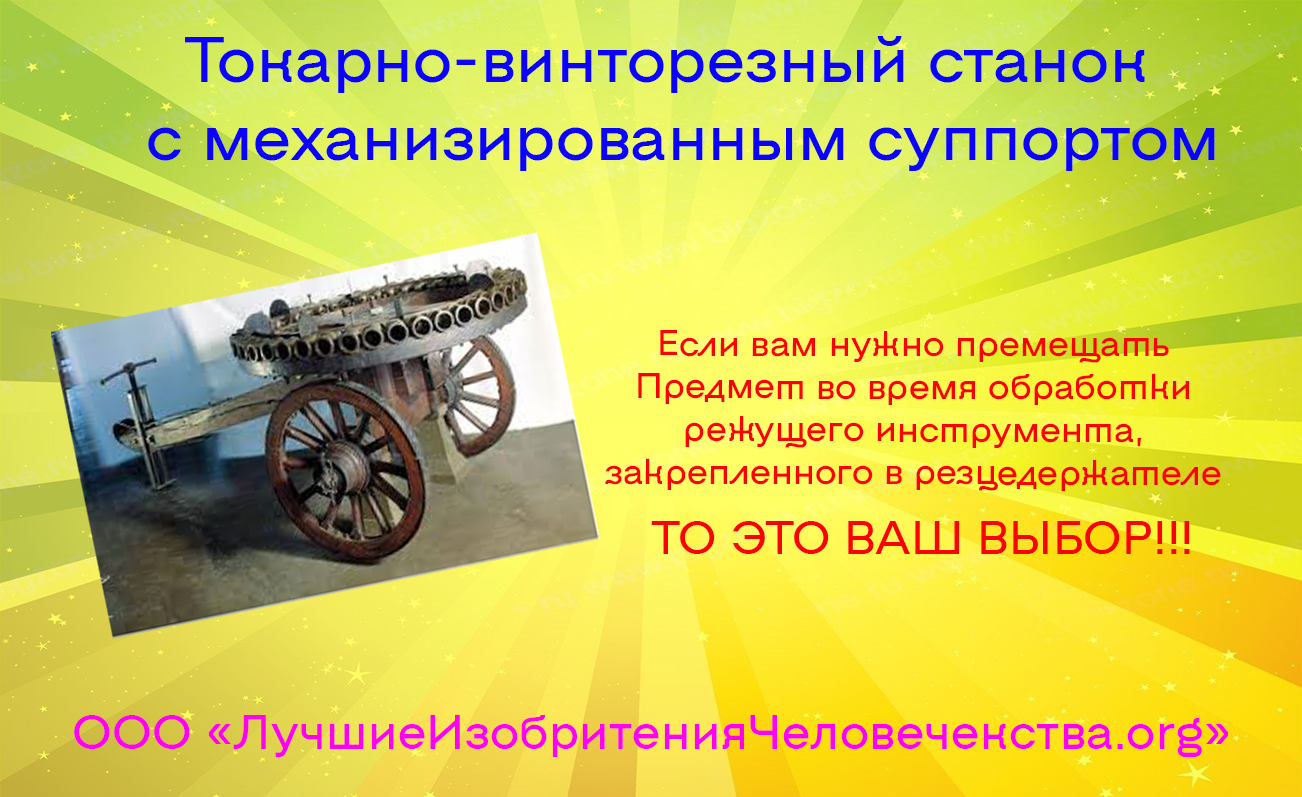 Токарно-винторезный станок
с механизированным суппортом
Если вам нужно премещать
Предмет во время обработки
режущего инструмента,
закрепленного в резцедержателе
ТО ЭТО ВАШ ВЫБОР!!!
ООО «ЛучшиеИзобритенияЧеловечекства.org»